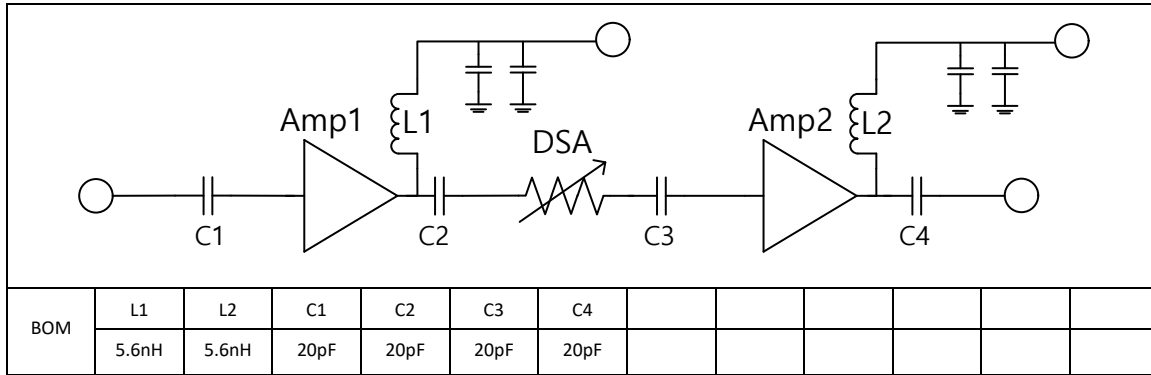 Amp1
L1
DSA
Amp2
L2
C1
C2
C3
C4
BOM L1 L2 C1 C2 C3 C4
5.6nH 5.6nH 20pF 20pF 20pF 20pF